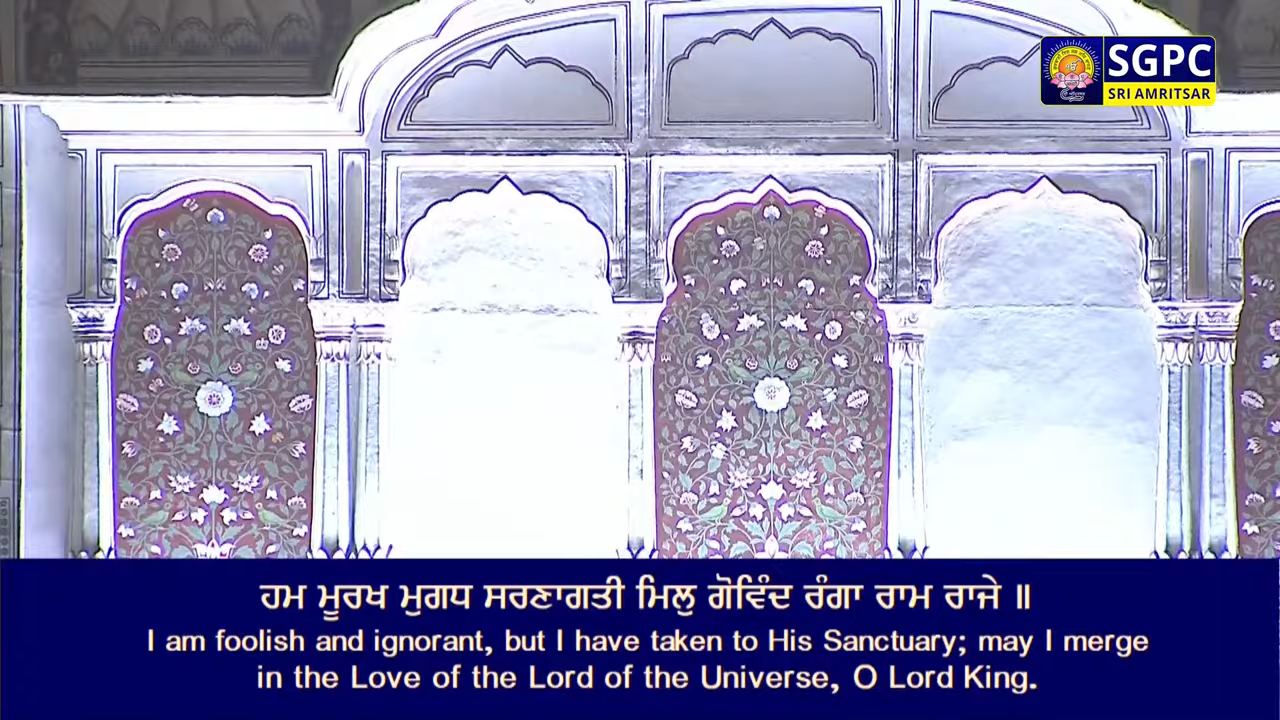 SGPC
SRI AMRITSAR
ਹਮ ਮੂਰਖ ਮੁਗਧ ਸਰਣਾਗਤੀ ਮਿਲੁ ਗੋਵਿੰਦ ਰੰਗਾ ਰਾਮ ਰਾਜੇ ॥
I am foolish and ignorant, but I have taken to His Sanctuary; may I merge
in the Love of the Lord of the Universe, O Lord King.